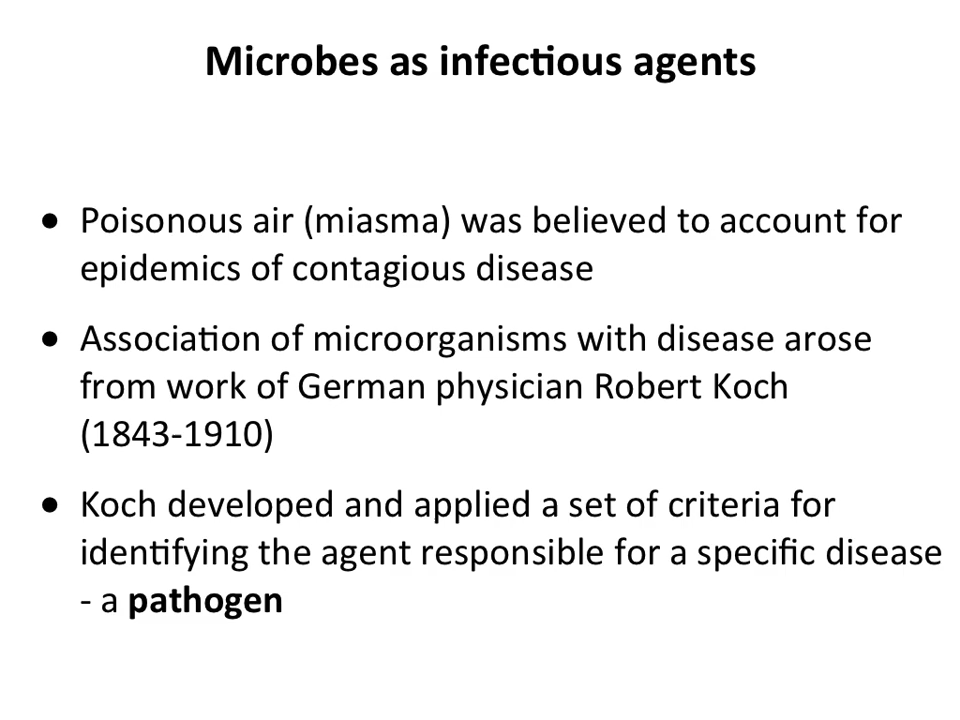 Microbes as infectious agents
• Poisonous air (miasma) was believed to account for
epidemics of contagious disease
• Association of microorganisms with disease arose
from work of German physician Robert Koch
(1843-1910)
• Koch developed and applied a set of criteria for
identifying the agent responsible for a specific disease
- a pathogen